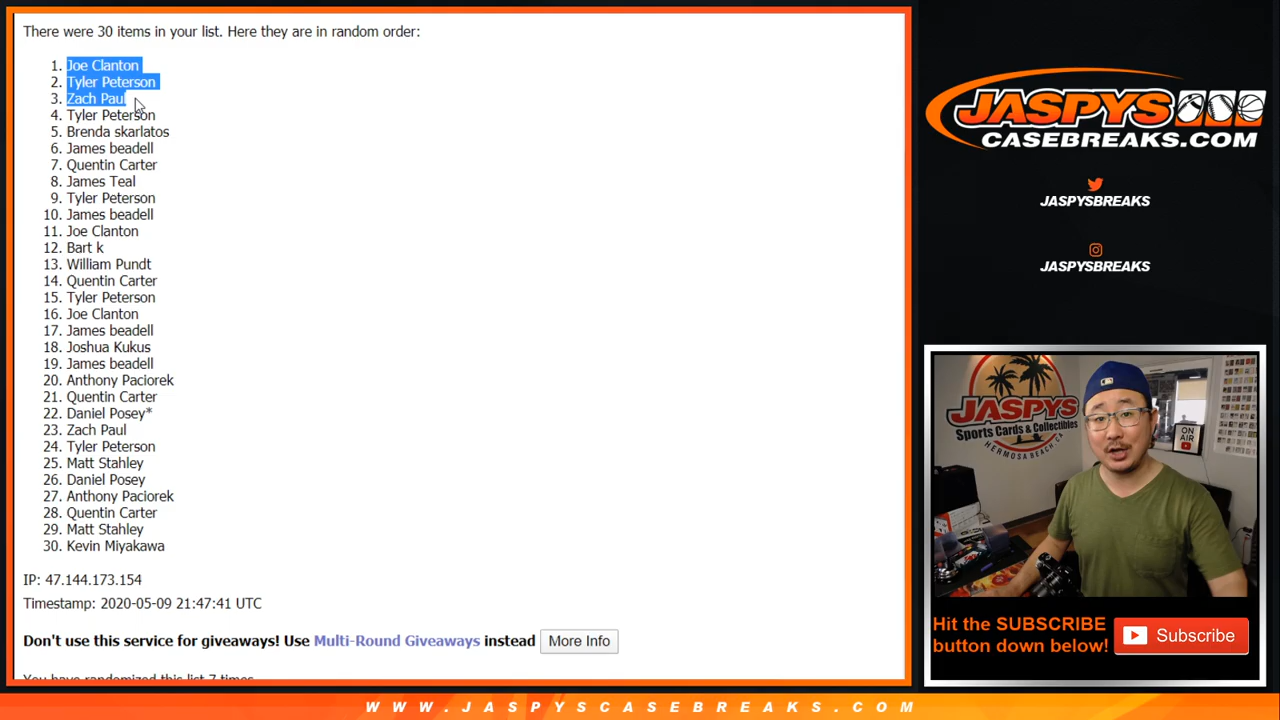 There were 30 items in your list. Here they are in random order:
1. Joe Clanton
2. Tyler Peterson
3. Zach Paul
4. Tyler Peterson
5. Brenda skarlatos
6. James beadell
7. Quentin Carter
8. James Teal
9. Tyler Peterson
10. James beadell
11. Joe Clanton
12. Bart k
13. William Pundt
14. Quentin Carter
15. Tyler Peterson
16. Joe Clanton
17. James beadell
18. Joshua Kukus
19. James beadell
20. Anthony Paciorek
21. Quentin Carter
22. Daniel Posey*
23. Zach Paul
24. Tyler Peterson
25. Matt Stahley
26. Daniel Posey
27. Anthony Paciorek
28. Quentin Carter
29. Matt Stahley
30. Kevin Miyakawa
IP: 47.144.173.154
Timestamp: 2020-05-09 21:47:41 UTC
Don't use this service for giveaways! Use Multi-Round Giveaways instead More Info
You have randomized this list 7 times
JASPYS
CASEBREAKS.COM
JASPYSBREAKS
JASPYSBREAKS
JASPYS
Sports Cards & Collectibles
HERMOSA BEACH, CA
ON
AIR
Hit the SUBSCRIBE
button down below!
Subscribe
WWW.JASPYSCASEBREAKS.COM